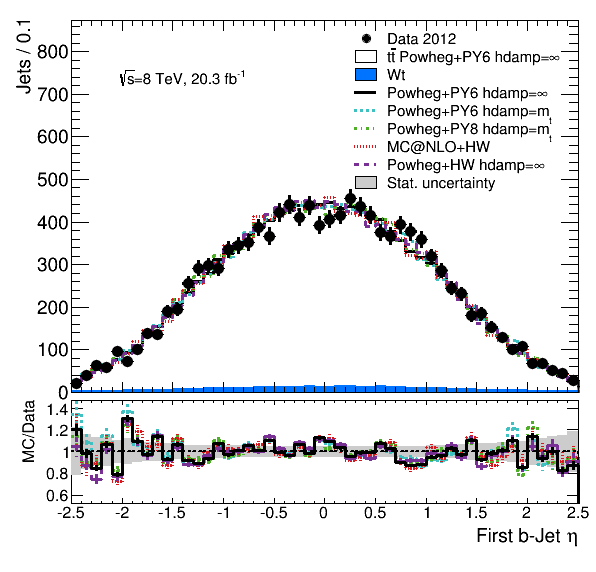 Jets / 0.1
800
700
600
500
400
300
200
100
0
√s=8 TeV, 20.3 fb-1
Data 2012
tt̄ Powheg+PY6 hdamp=∞
Wt
Powheg+PY6 hdamp=∞
Powheg+PY6 hdamp=mt
Powheg+PY8 hdamp=mt
MC@NLO+HW
Powheg+HW hdamp=∞
Stat. uncertainty
MC/Data
1.4
1.2
1
0.8
0.6
-2.5 -2 -1.5 -1 -0.5 0 0.5 1 1.5 2 2.5
First b-Jet η